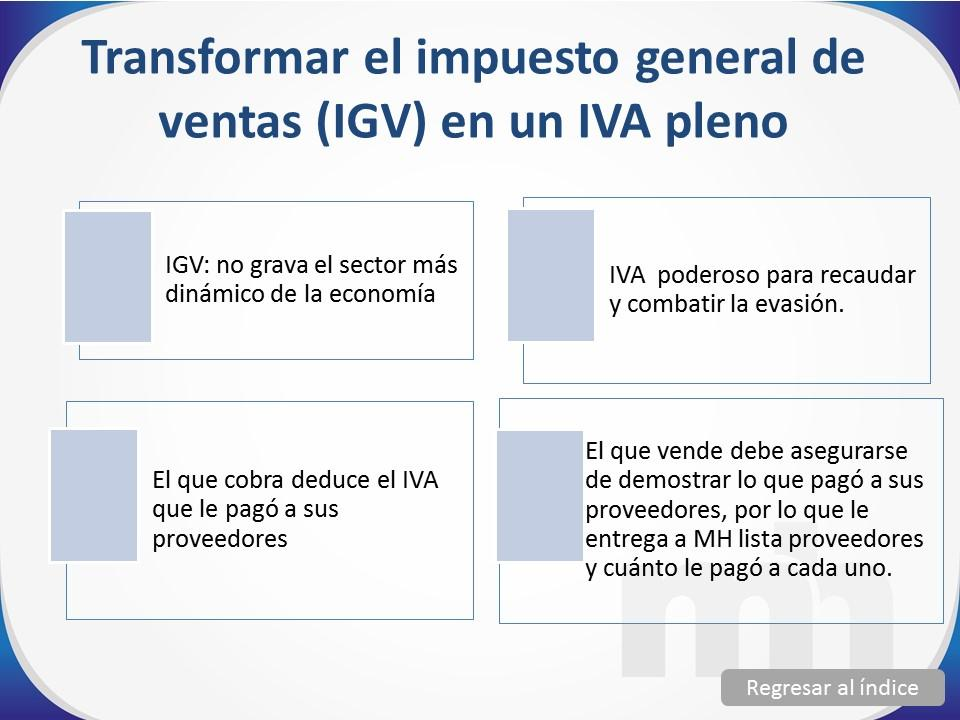 Transformar el impuesto general de
ventas (IGV) en un IVA pleno
IGV: no grava el sector más
dinámico de la economía
IVA  poderoso para recaudar
y combatir la evasión.
El que cobra deduce el IVA
que le pagó a sus
proveedores
El que vende debe asegurarse
de demostrar lo que pagó a sus
proveedores, por lo que le
entrega a MH lista proveedores
y cuánto le pagó a cada uno.
mh
Regresar al índice